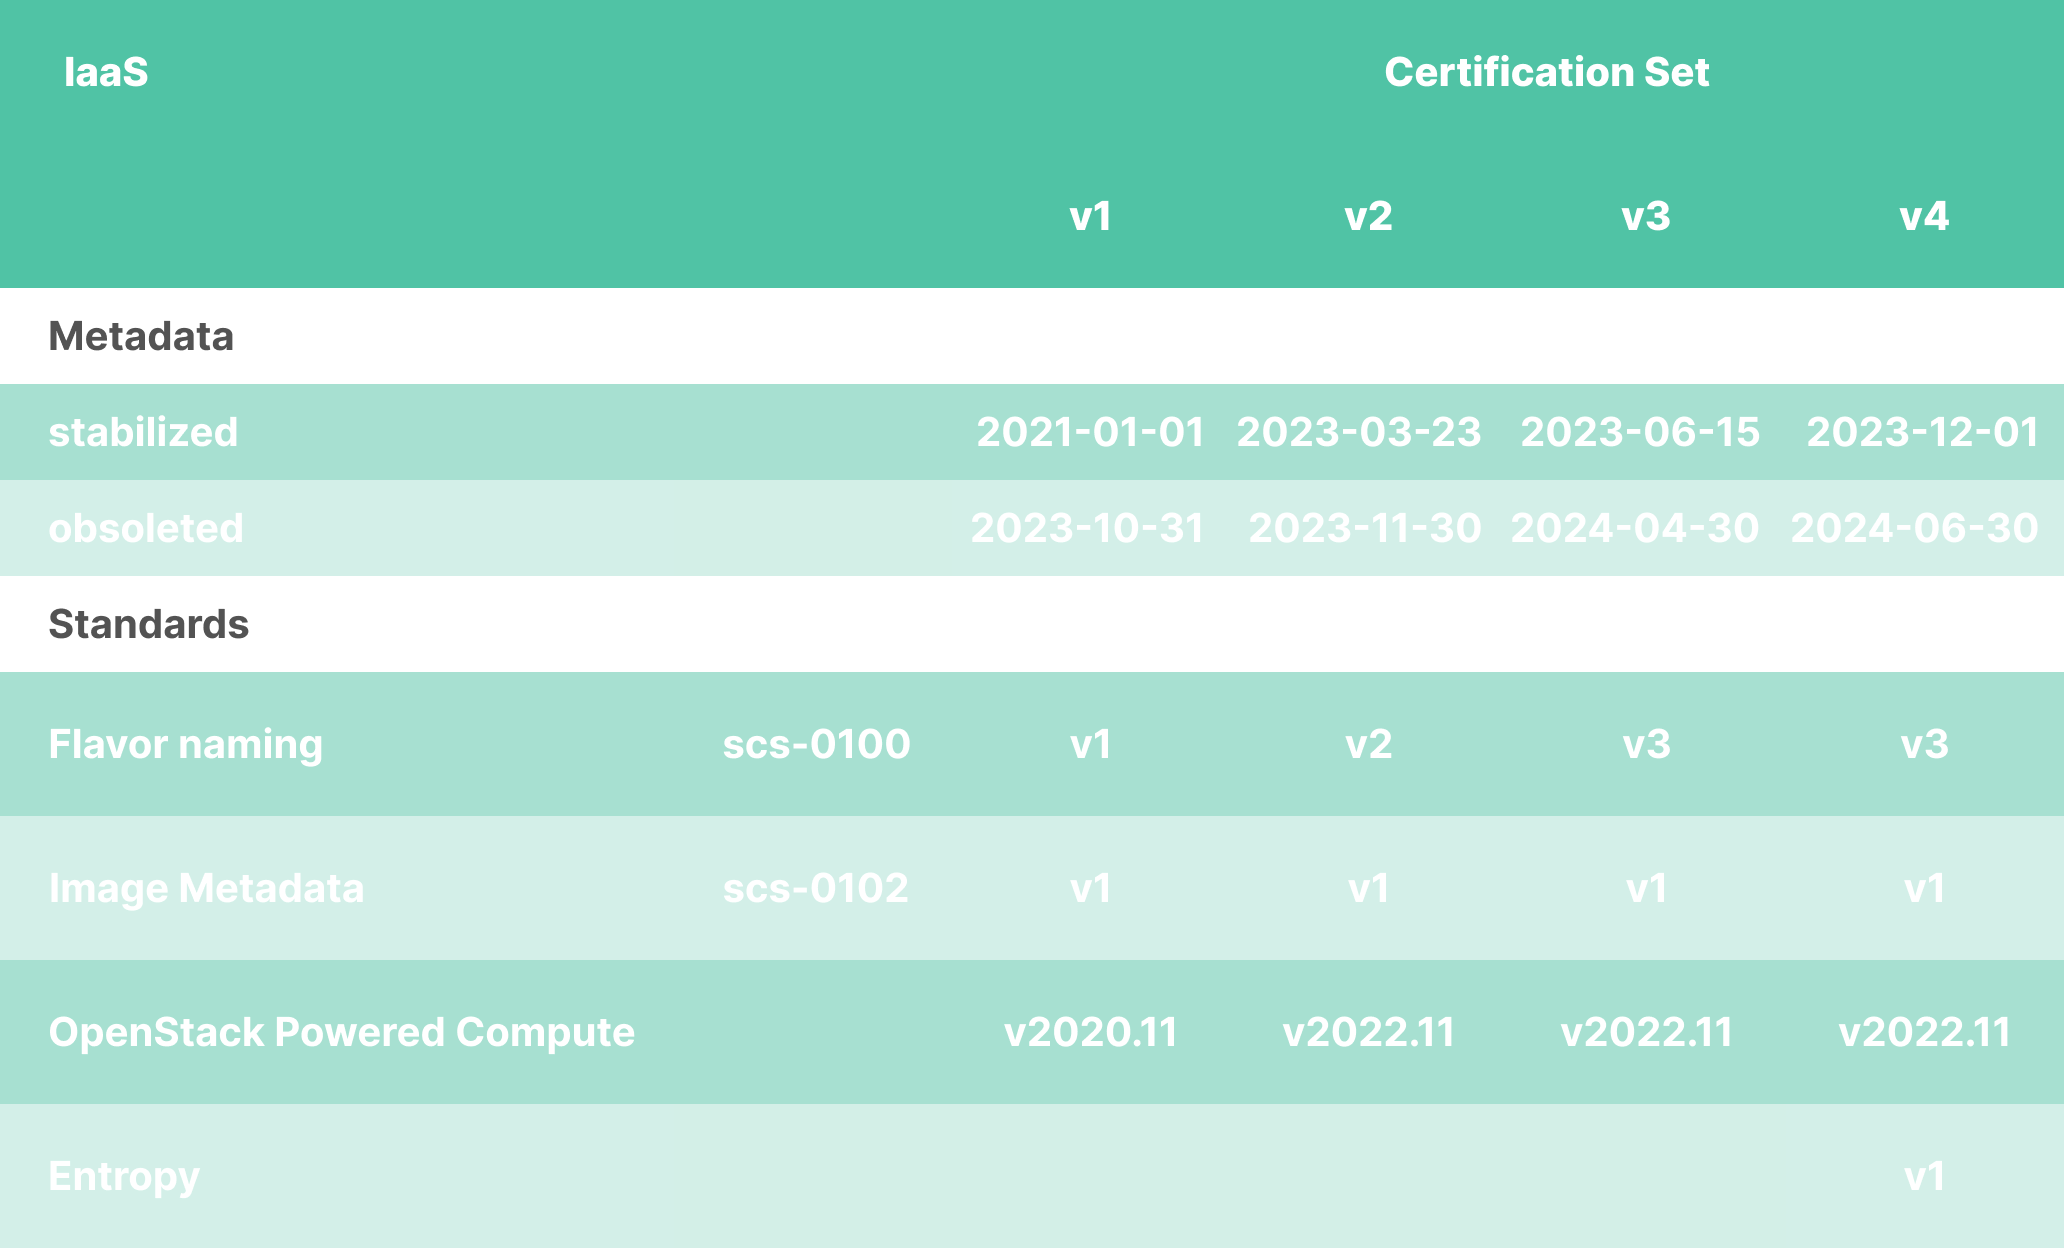 IaaS Certification Set
v1 v2 v3 v4
Metadata
stabilized 2021-01-01 2023-03-23 2023-06-15 2023-12-01
obsoleted 2023-10-31 2023-11-30 2024-04-30 2024-06-30
Standards
Flavor naming scs-0100 v1 v2 v3 v3
Image Metadata scs-0102 v1 v1 v1 v1
OpenStack Powered Compute v2020.11 v2022.11 v2022.11 v2022.11
Entropy v1